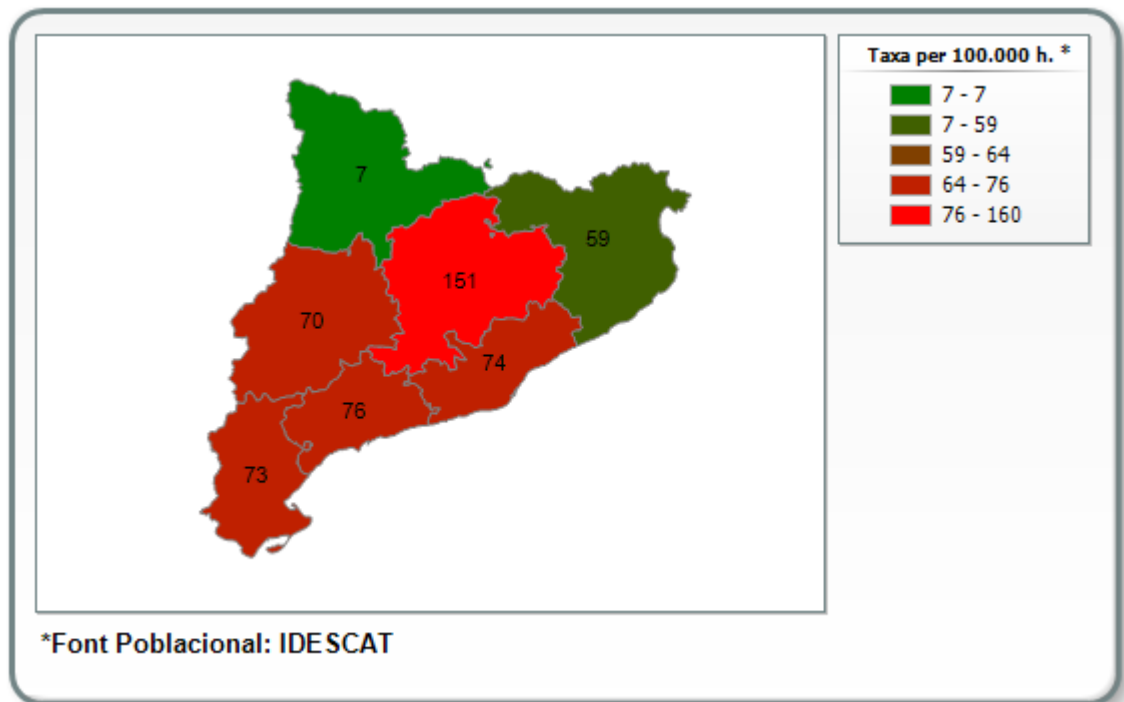 Taxa per 100.000 h. *
7 - 7
7 - 59
59 - 64
64 - 76
76 - 160
7
59
151
70
74
76
73
*Font Poblacional: IDESCAT